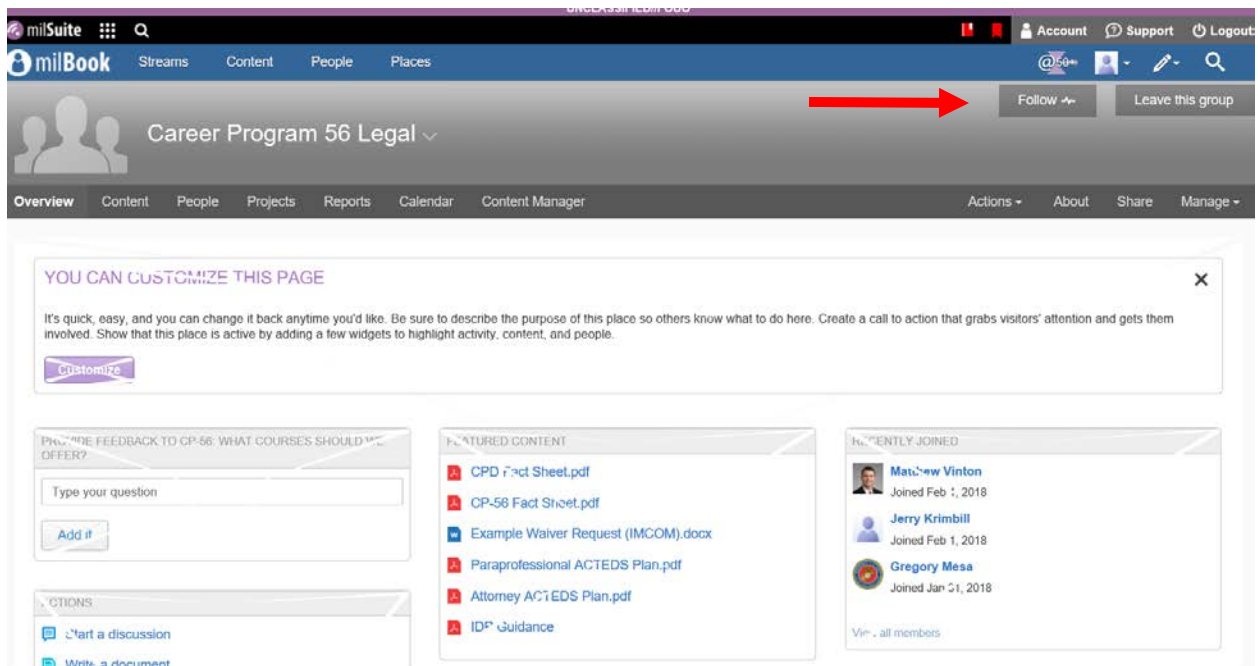 UNCLASSIFIED//FOUO
milSuite Account Support Logout
milBook Streams Content People Places
Follow Leave this group
Career Program 56 Legal
Overview Content People Projects Reports Calendar Content Manager Actions About Share Manage
YOU CAN CUSTOMIZE THIS PAGE
It's quick, easy, and you can change it back anytime you'd like. Be sure to describe the purpose of this place so others know what to do here. Create a call to action that grabs visitors' attention and gets them
involved. Show that this place is active by adding a few widgets to highlight activity, content, and people.
Customize
PROVIDE FEEDBACK TO CP-56: WHAT COURSES SHOULD WE
OFFER?
Type your question
Add it
ACTIONS
Start a discussion
Write a document
FEATURED CONTENT
CPD Fact Sheet.pdf
CP-56 Fact Sheet.pdf
Example Waiver Request (IMCOM).docx
Paraprofessional ACTEDS Plan.pdf
Attorney ACTEDS Plan.pdf
IDP Guidance
RECENTLY JOINED
Matthew Vinton
Joined Feb , 2018
Jerry Krimbill
Joined Feb 1, 2018
Gregory Mesa
Joined Jan 31, 2018
View all members